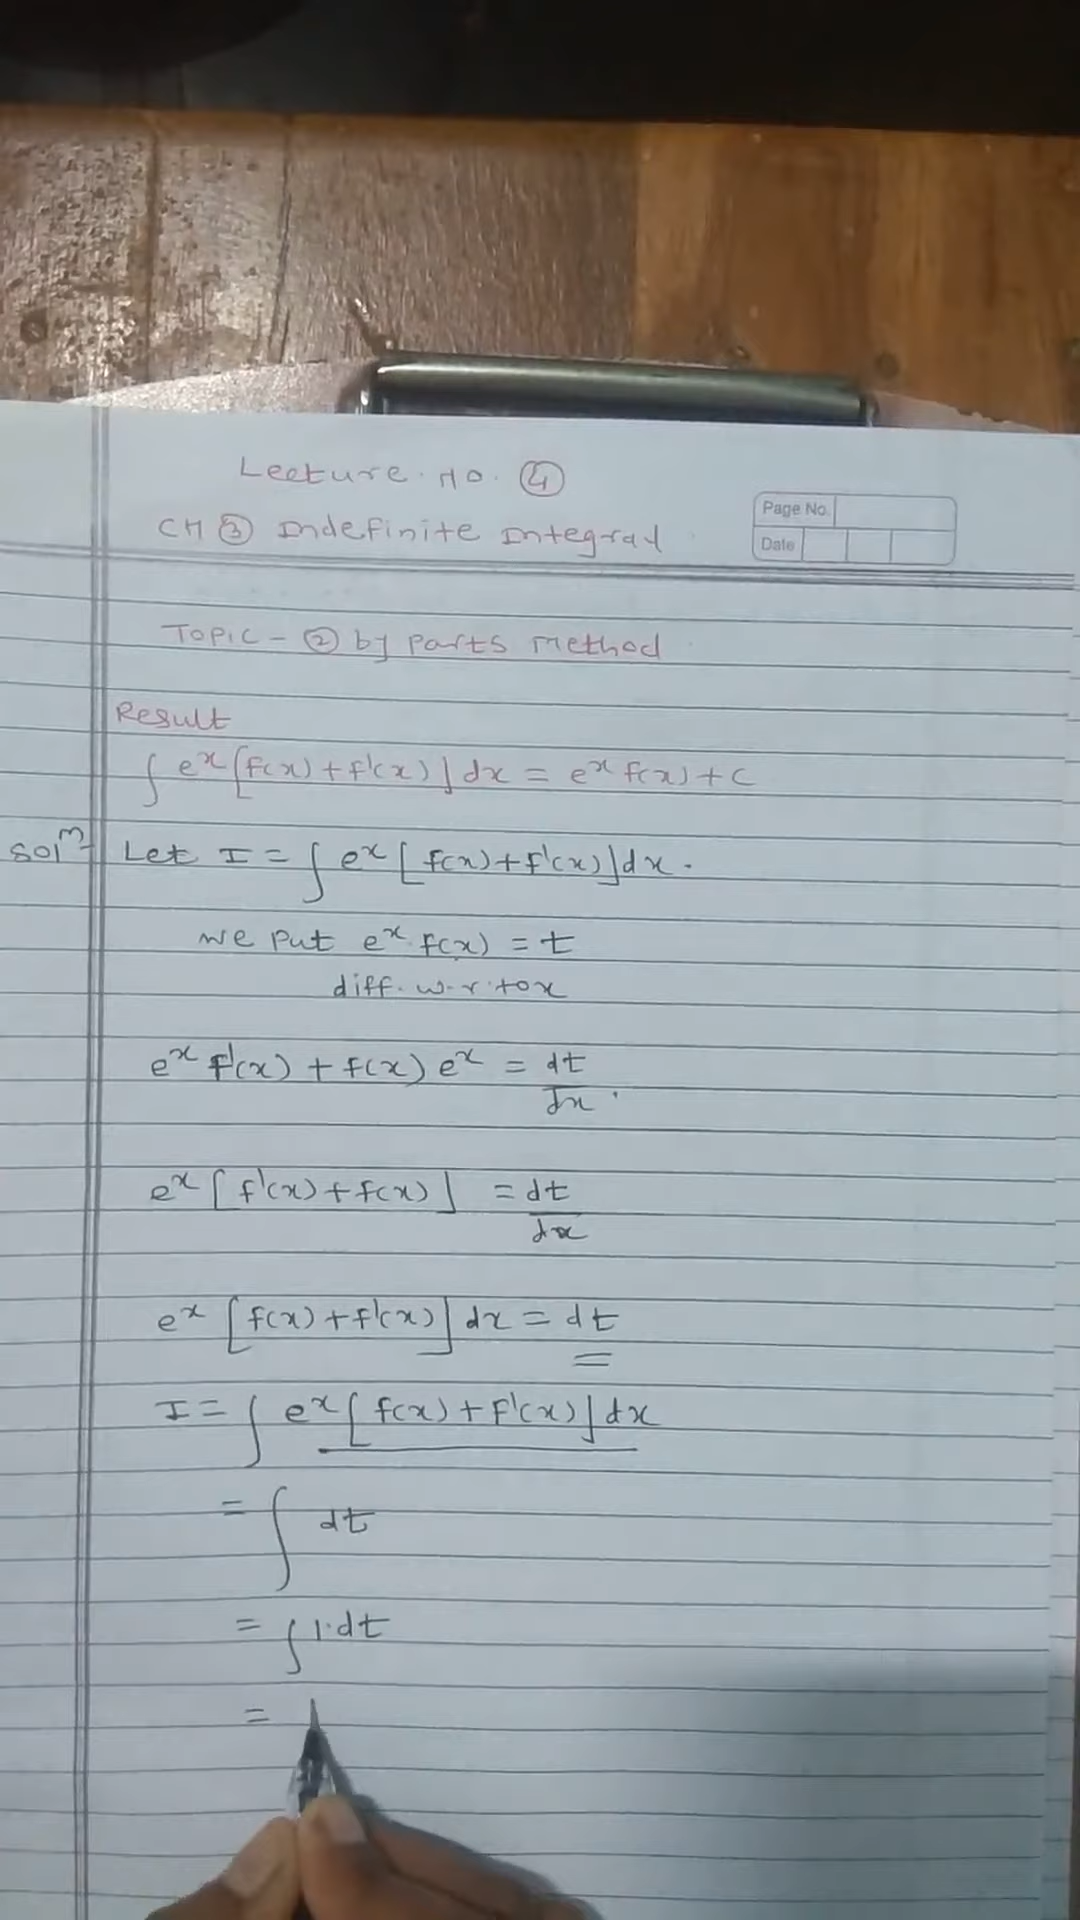 Lecture. No. ④
CH ③ Indefinite Integral
Page No.
Date
Topic - ② by parts method
Result
∫ e^x [f(x) + f'(x)] dx = e^x f(x) + c
Sol^n Let I = ∫ e^x [f(x) + f'(x)] dx.
we put e^x. f(x) = t
diff. w.r.to x
e^x f'(x) + f(x) e^x = dt/dx.
e^x [f'(x) + f(x)] = dt/dx
e^x [f(x) + f'(x)] dx = dt
I = ∫ e^x [f(x) + f'(x)] dx
= ∫ dt
= ∫ 1.dt
=